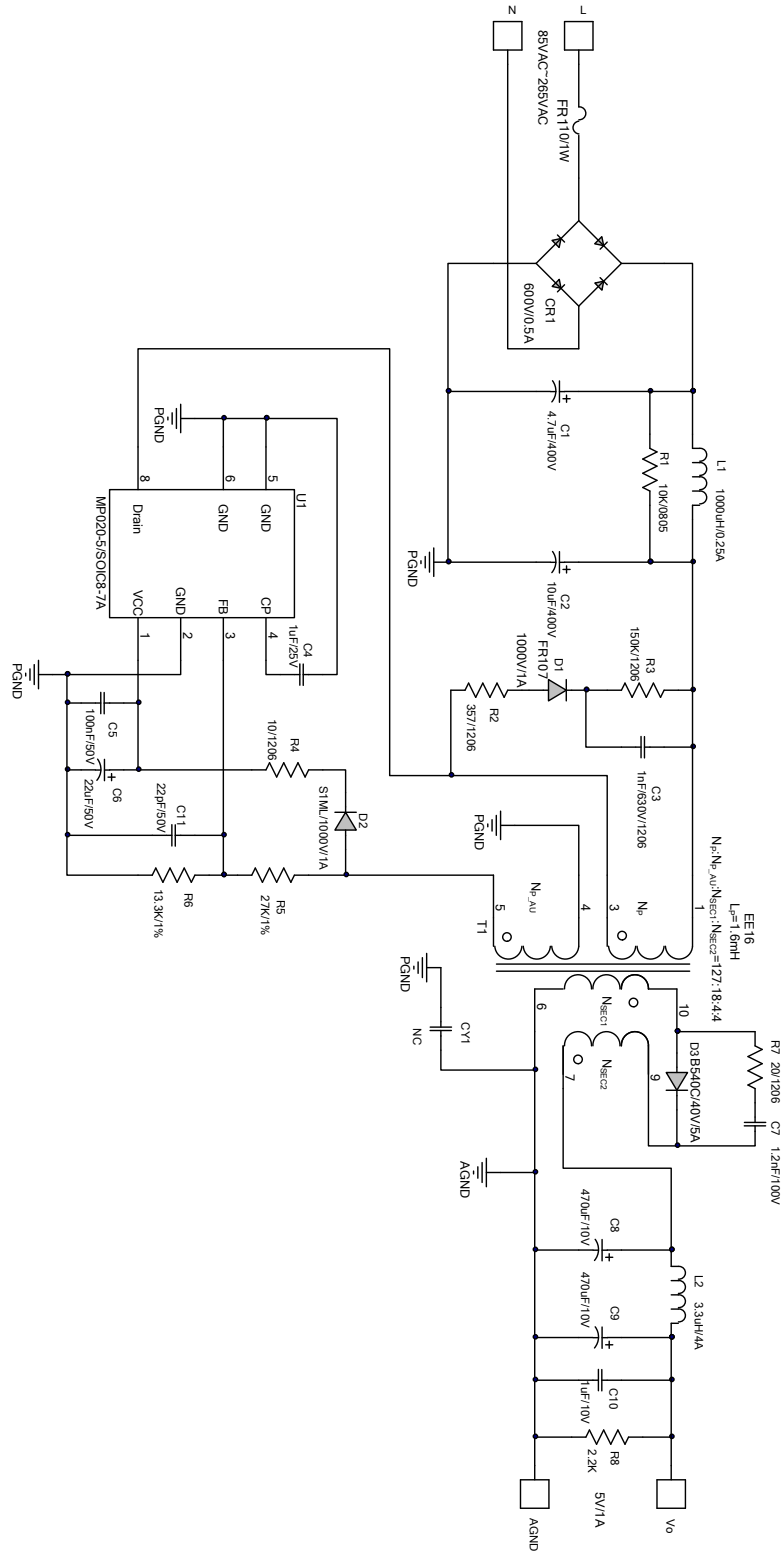 L
N
85VAC~265VAC
FR1 10/1W
CR1
600V/0.5A
L1 1000uH/0.25A
R1
10K/0805
C1
4.7uF/400V
C2
10uF/400V
PGND
R3
150K/1206
C3
1nF/630V/1206
D1
FR107
1000V/1A
R2
357/1206
EE16
LP=1.6mH
NP:NP_AU:NSEC1:NSEC2=127:18:4:4
1
NP
3
4
NP_AU
5
T1
PGND
10
NSEC1
6
9
NSEC2
7
R7
20/1206
C7
1.2nF/100V
D3 B540C/40V/5A
CY1
NC
PGND
AGND
L2 3.3uH/4A
C8
470uF/10V
C9
470uF/10V
C10
1uF/10V
R8
2.2K
Vo
5V/1A
AGND
PGND
U1
MP020-5/SOIC8-7A
5 GND
6 GND
8 Drain
CP 4
FB 3
GND 2
VCC 1
C4
1uF/25V
PGND
C5
100nF/50V
C6
22uF/50V
C11
22pF/50V
R4
10/1206
D2
S1ML/1000V/1A
R5
27K/1%
R6
13.3K/1%